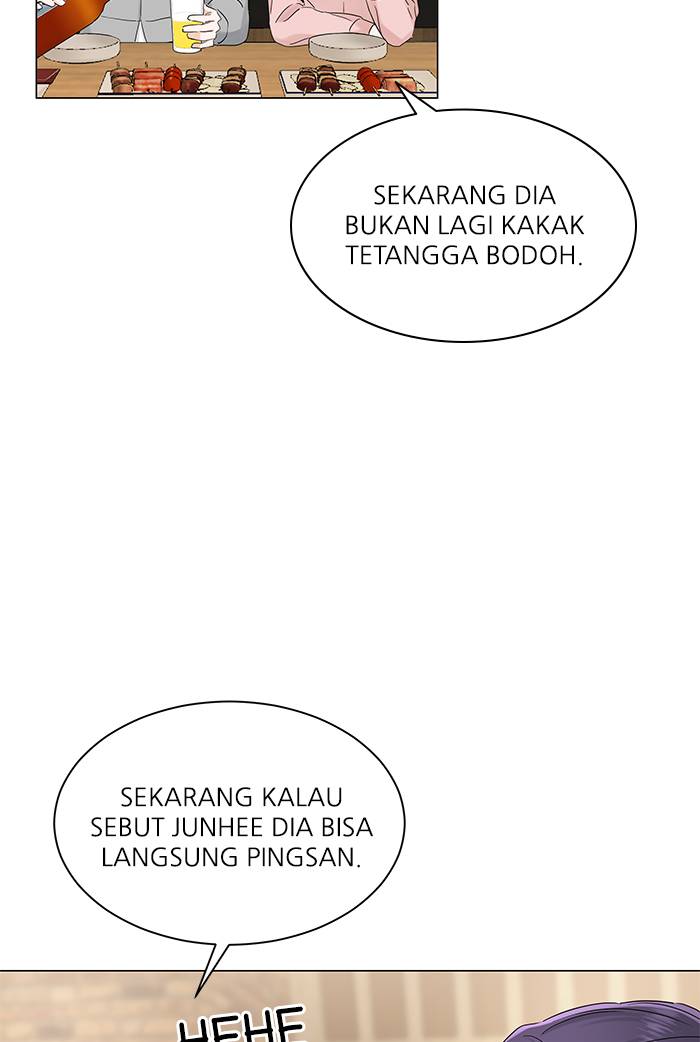 SEKARANG DIA
BUKAN LAGI KAKAK
TETANGGA BODOH.
SEKARANG KALAU
SEBUT JUNHEE DIA BISA
LANGSUNG PINGSAN.
HEHE